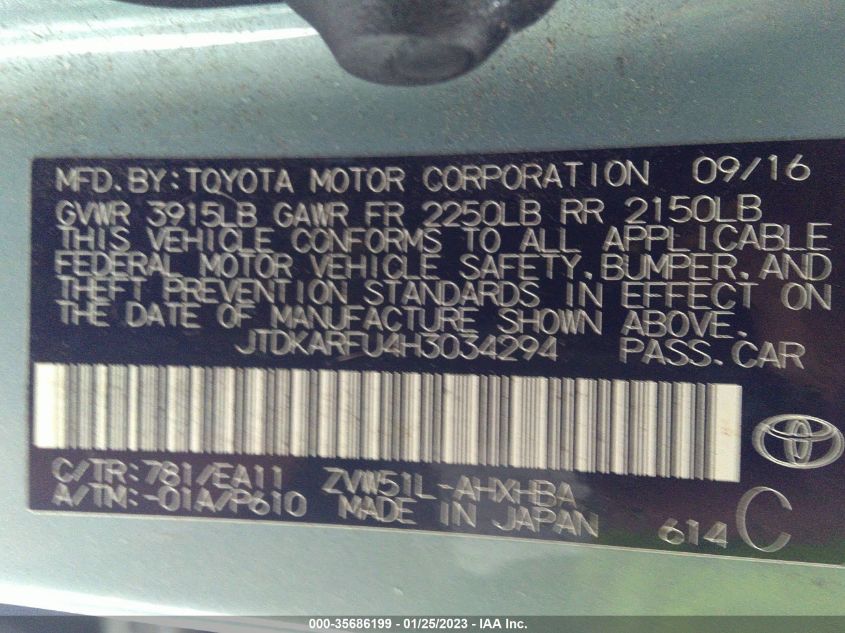 MFD.BY:TOYOTA MOTOR CORPORATION 09/16
GVWR 3915LB GAWR FR 2250LB RR 2150LB
THIS VEHICLE CONFORMS TO ALL APPLICABLE
FEDERAL MOTOR VEHICLE SAFETY,BUMPER,AND
THEFT PREVENTION STANDARDS IN EFFECT ON
THE DATE OF MANUFACTURE SHOWN ABOVE.
JTDKARFU4H3034294 PASS.CAR
C/TR:781/EA11 ZVW51L-AHXHBA
A/TM:-01A/P610 MADE IN JAPAN 614 C
000-35686199 - 01/25/2023 - IAA Inc.